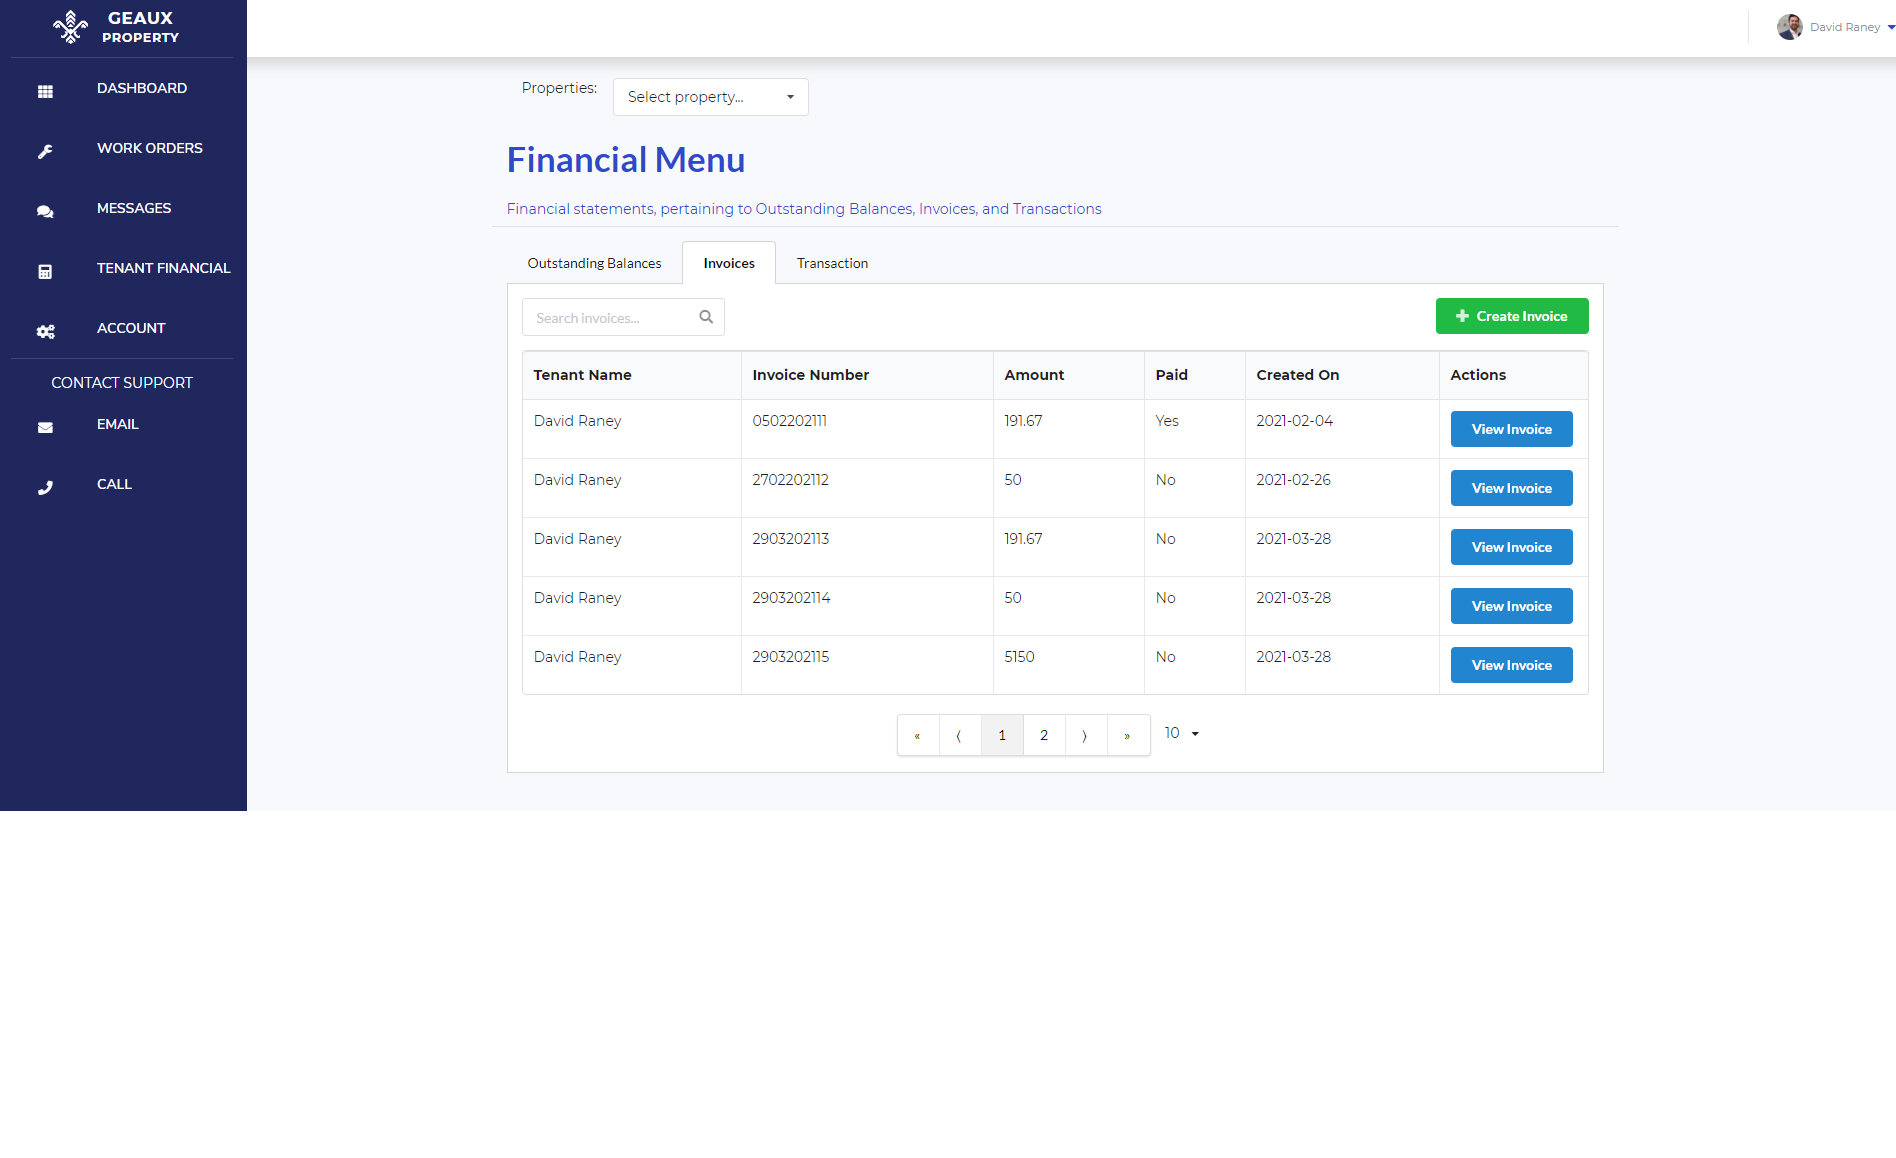 GEAUX
PROPERTY
DASHBOARD
WORK ORDERS
MESSAGES
TENANT FINANCIAL
ACCOUNT
CONTACT SUPPORT
EMAIL
CALL
David Raney
Properties: Select property...
Financial Menu
Financial statements, pertaining to Outstanding Balances, Invoices, and Transactions
Outstanding Balances Invoices Transaction
Search invoices... Create Invoice
Tenant Name Invoice Number Amount Paid Created On Actions
David Raney 0502202111 191.67 Yes 2021-02-04 View Invoice
David Raney 2702202112 50 No 2021-02-26 View Invoice
David Raney 2903202113 191.67 No 2021-03-28 View Invoice
David Raney 2903202114 50 No 2021-03-28 View Invoice
David Raney 2903202115 5150 No 2021-03-28 View Invoice
« ⟨ 1 2 ⟩ » 10